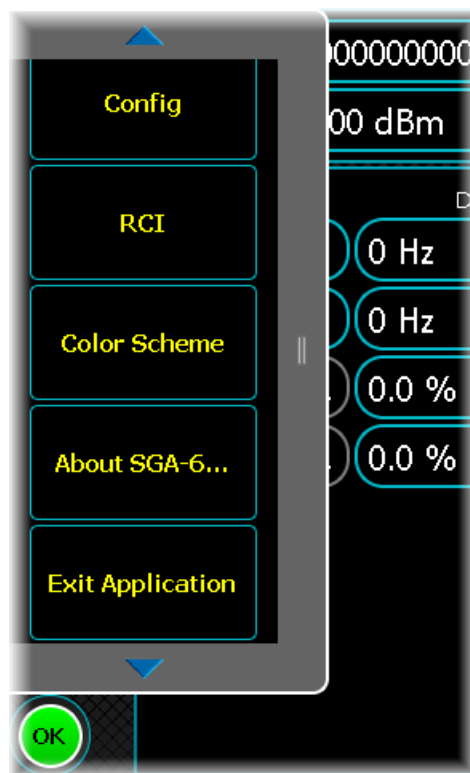 000000000
Config
00 dBm
RCI
D
0 Hz
0 Hz
Color Scheme
0.0 %
About SGA-6...
0.0 %
Exit Application
OK